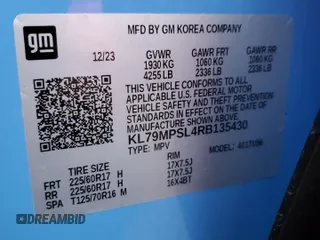 gm
MFD BY GM KOREA COMPANY
12/23 GVWR GAWR FRT GAWR RR
1930 KG 1060 KG 1060 KG
4255 LB 2336 LB 2336 LB
THIS VEHICLE CONFORMS TO ALL
APPLICABLE U.S. FEDERAL MOTOR
VEHICLE SAFETY AND BUMPER
STANDARDS IN EFFECT ON THE DATE OF
MANUFACTURE SHOWN ABOVE.
KL79MPSL4RB135430
TYPE: MPV MODEL:
TIRE SIZE RIM
FRT 225/60R17 H 17X7.5J
RR 225/60R17 H 17X7.5J
SPA T125/70R16 M 16X4BT
DREAMBID